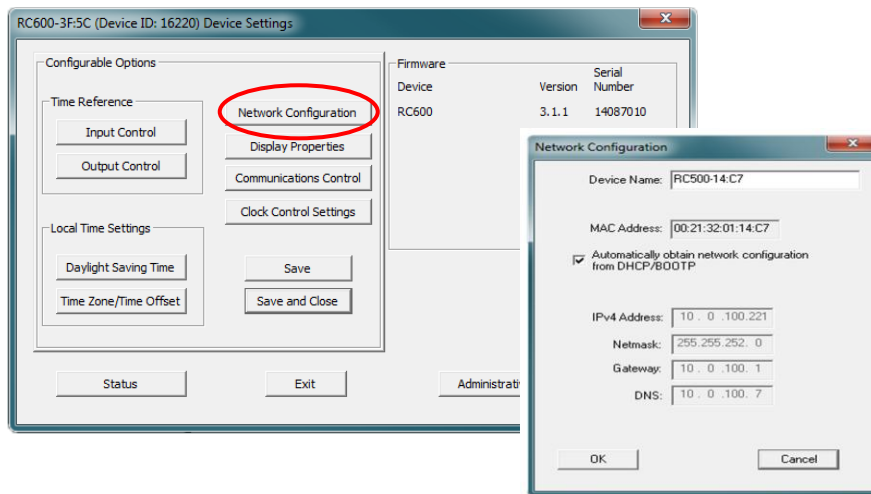 RC600-3F:5C (Device ID: 16220) Device Settings
Configurable Options
Time Reference
Input Control
Output Control
Local Time Settings
Daylight Saving Time
Time Zone/Time Offset
Network Configuration
Display Properties
Communications Control
Clock Control Settings
Save
Save and Close
Firmware
Device Version Serial Number
RC600 3.1.1 14087010
Status
Exit
Network Configuration
Device Name: RC500-14:C7
MAC Address: 00:21:32:01:14:C7
Automatically obtain network configuration
from DHCP/BOOTP
IPv4 Address: 10 . 0 .100.221
Netmask: 255.255.252. 0
Gateway: 10 . 0 .100. 1
DNS: 10 . 0 .100. 7
OK
Cancel